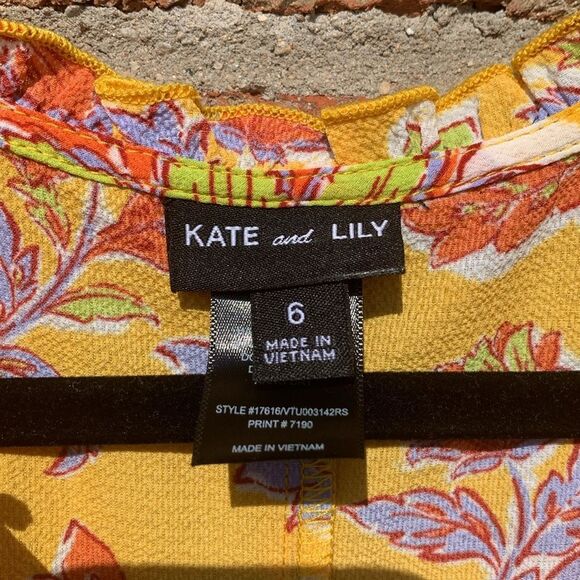 KATE and LILY
6
MADE IN
VIETNAM
STYLE #17616/VTU003142RS
PRINT # 7190
MADE IN VIETNAM